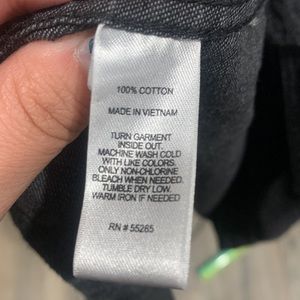 100% COTTON
MADE IN VIETNAM
TURN GARMENT
INSIDE OUT.
MACHINE WASH COLD
WITH LIKE COLORS.
ONLY NON-CHLORINE
BLEACH WHEN NEEDED.
TUMBLE DRY LOW.
WARM IRON IF NEEDED.
RN # 55285